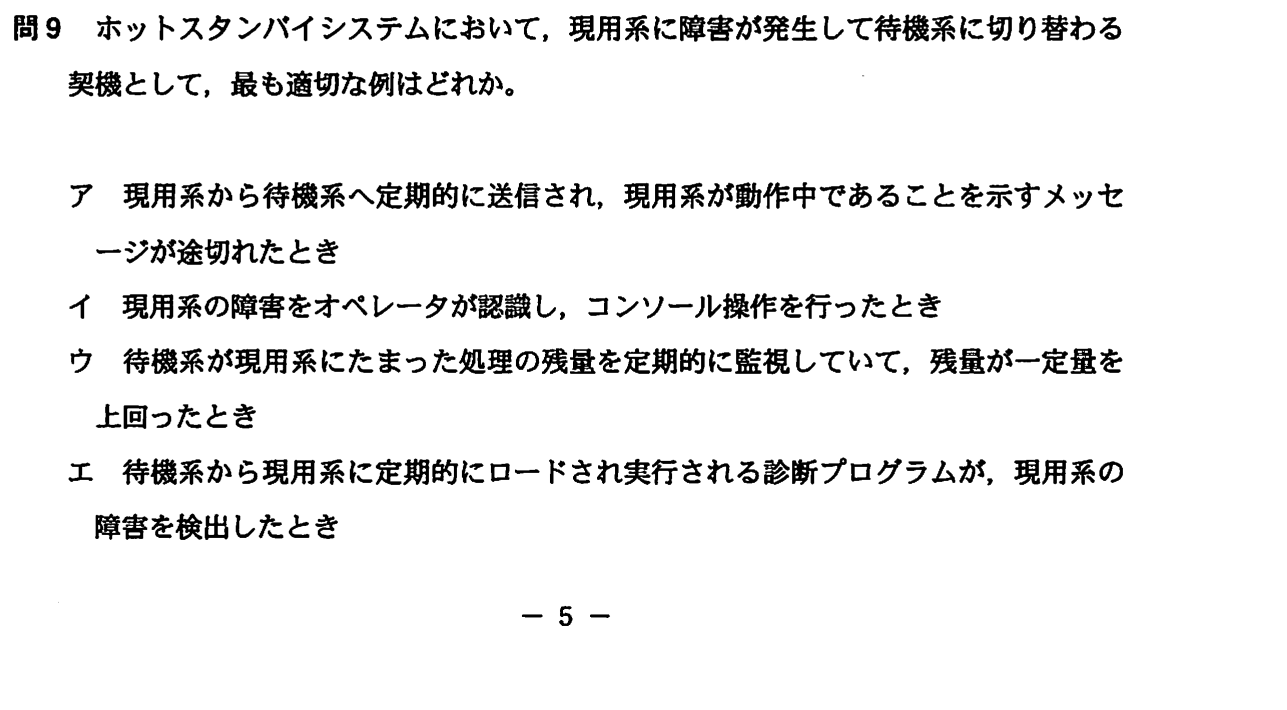 問9　ホットスタンバイシステムにおいて，現用系に障害が発生して待機系に切り替わる
契機として，最も適切な例はどれか。
ア　現用系から待機系へ定期的に送信され，現用系が動作中であることを示すメッセ
ージが途切れたとき
イ　現用系の障害をオペレータが認識し，コンソール操作を行ったとき
ウ　待機系が現用系にたまった処理の残量を定期的に監視していて，残量が一定量を
上回ったとき
エ　待機系から現用系に定期的にロードされ実行される診断プログラムが，現用系の
障害を検出したとき
— 5 —